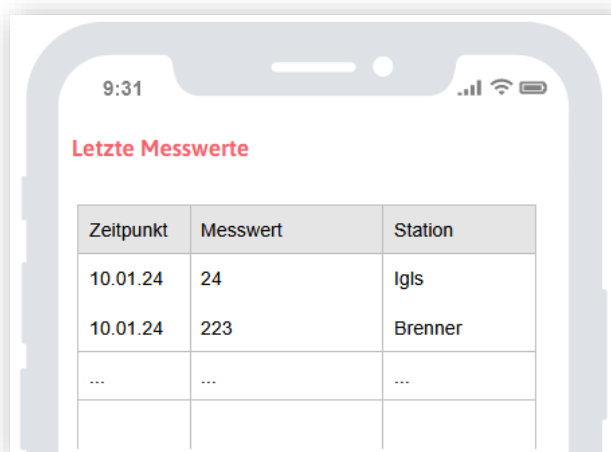 9:31
Letzte Messwerte
Zeitpunkt Messwert Station
10.01.24 24 Igls
10.01.24 223 Brenner
... ... ...